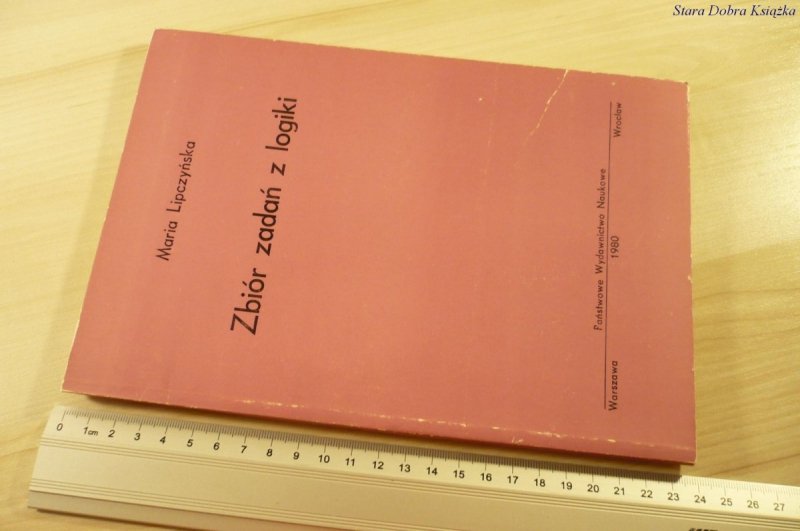 Stara Dobra Książka
Maria Lipczyńska
Zbiór zadań z logiki
Państwowe Wydawnictwo Naukowe
Warszawa 1980 Wrocław
0 1cm 2 3 4 5 6 7 8 9 10 11 12 13 14 15 16 17 18 19 20 21 22 23 24 25 26 27